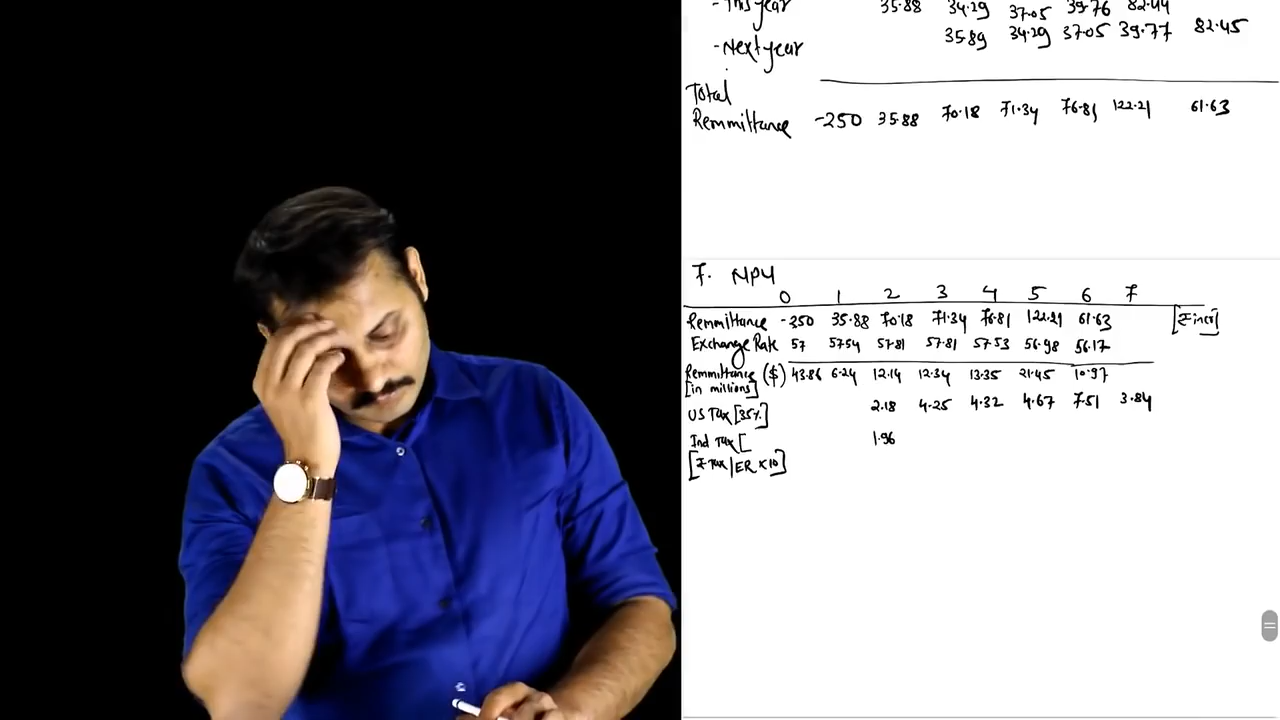 - This year 35.88 34.29 37.05 39.76 82.44
- Next year 35.89 34.29 37.05 39.77 82.45
Total
Remmittance -250 35.88 70.18 71.34 76.81 122.21 61.63
7. NPV
0 1 2 3 4 5 6 7
Remmittance -250 35.88 70.18 71.34 76.81 122.21 61.63 [₹ in cr]
Exchange Rate 57 57.54 57.81 57.81 57.53 56.98 56.17
Remmittance ($) 43.86 6.24 12.14 12.34 13.35 21.45 10.97
[in millions]
US Tax [35%] 2.18 4.25 4.32 4.67 7.51 3.84
Ind Tax [ 1.96
[₹ Tax/ER x 10]